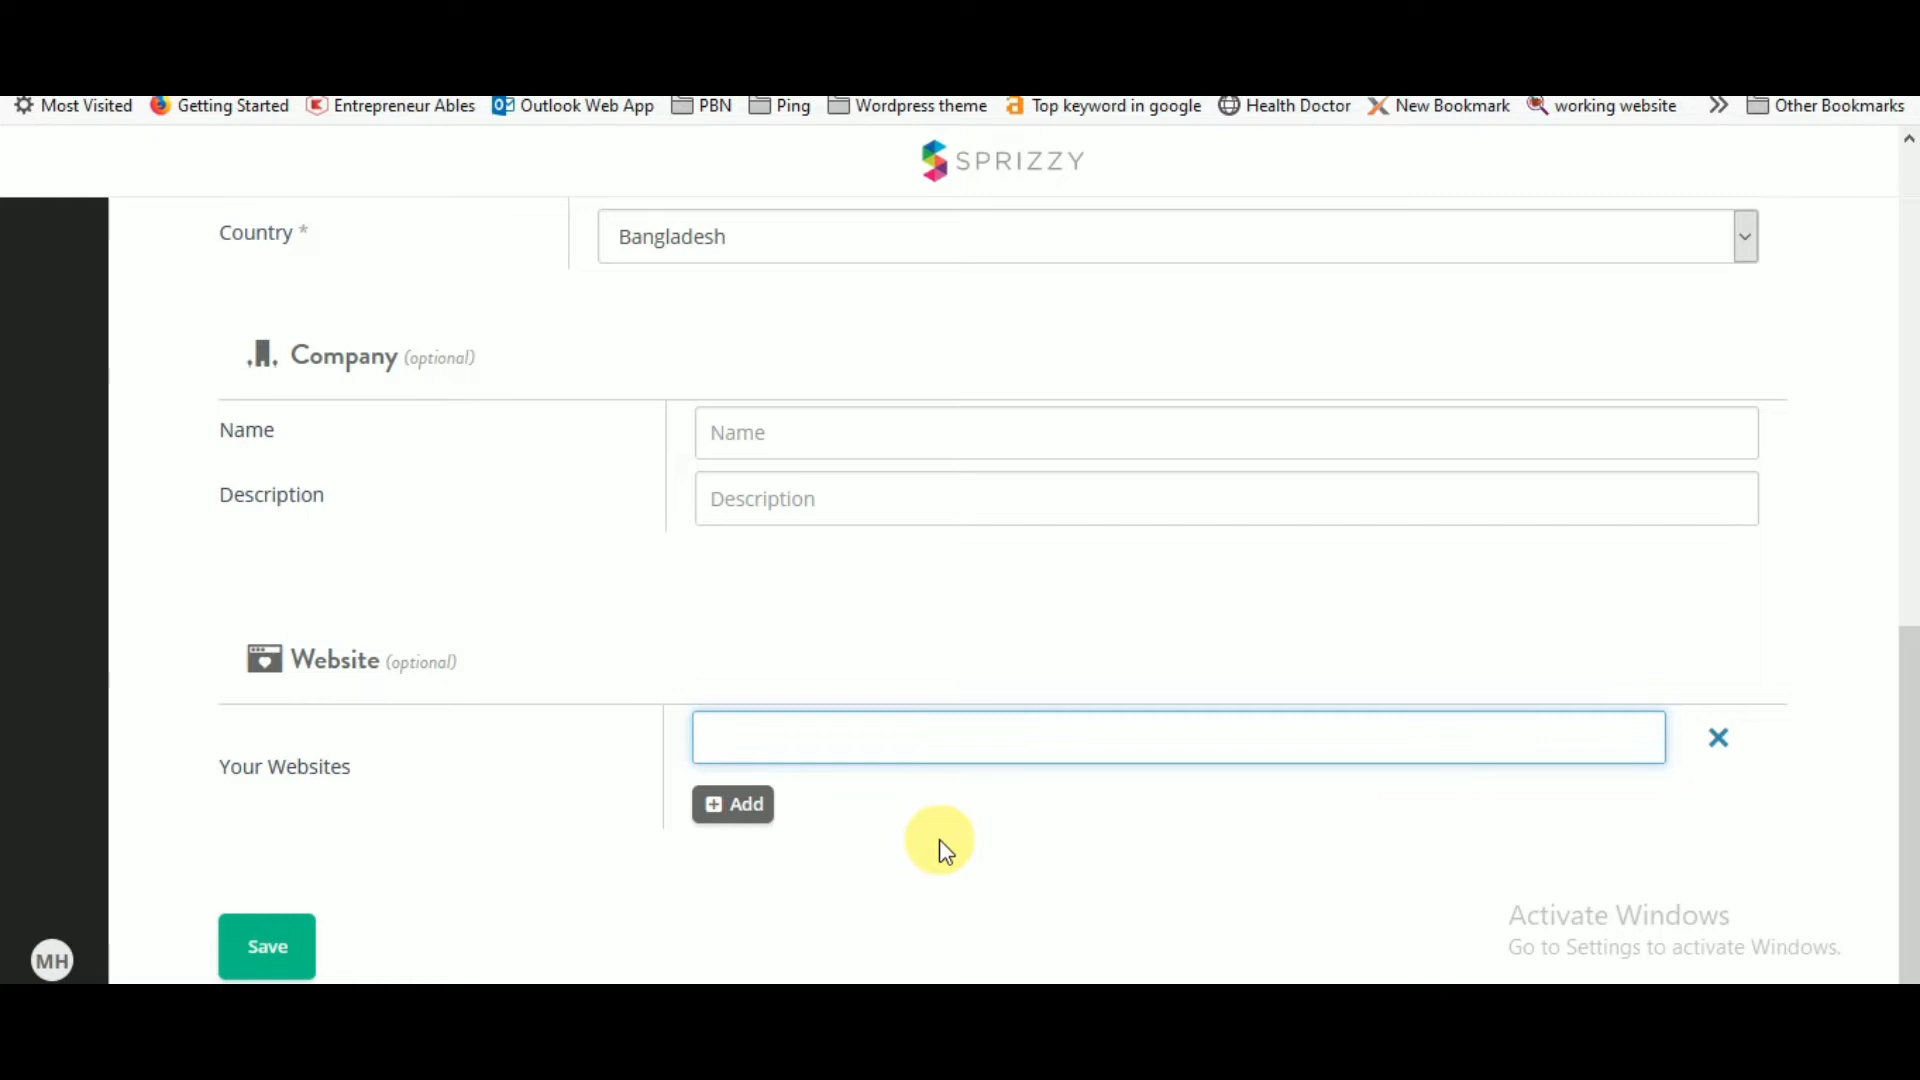 Most Visited Getting Started Entrepreneur Ables Outlook Web App PBN Ping Wordpress theme Top keyword in google Health Doctor New Bookmark working website Other Bookmarks
SPRIZZY
Country * Bangladesh
Company (optional)
Name Name
Description Description
Website (optional)
Your Websites
Add
Activate Windows
Go to Settings to activate Windows.
Save
MH